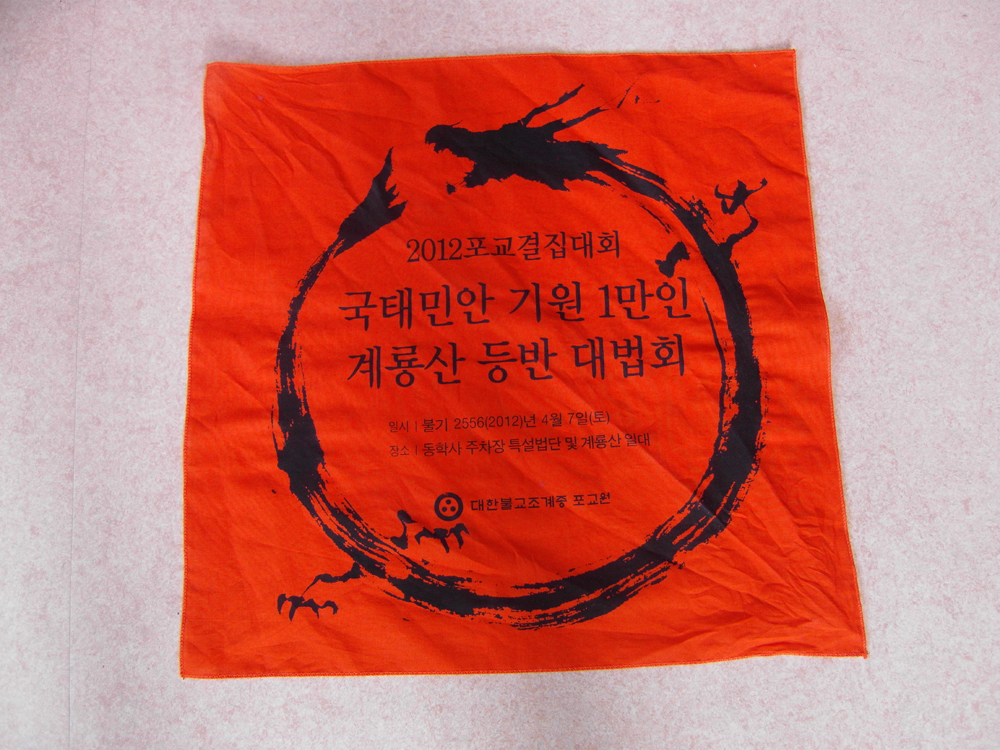 2012포교결집대회
국태민안 기원 1만인
계룡산 등반 대법회
일시 | 불기 2556(2012)년 4월 7일(토)
장소 | 동학사 주차장 특설법단 및 계룡산 일대
대한불교조계종 포교원